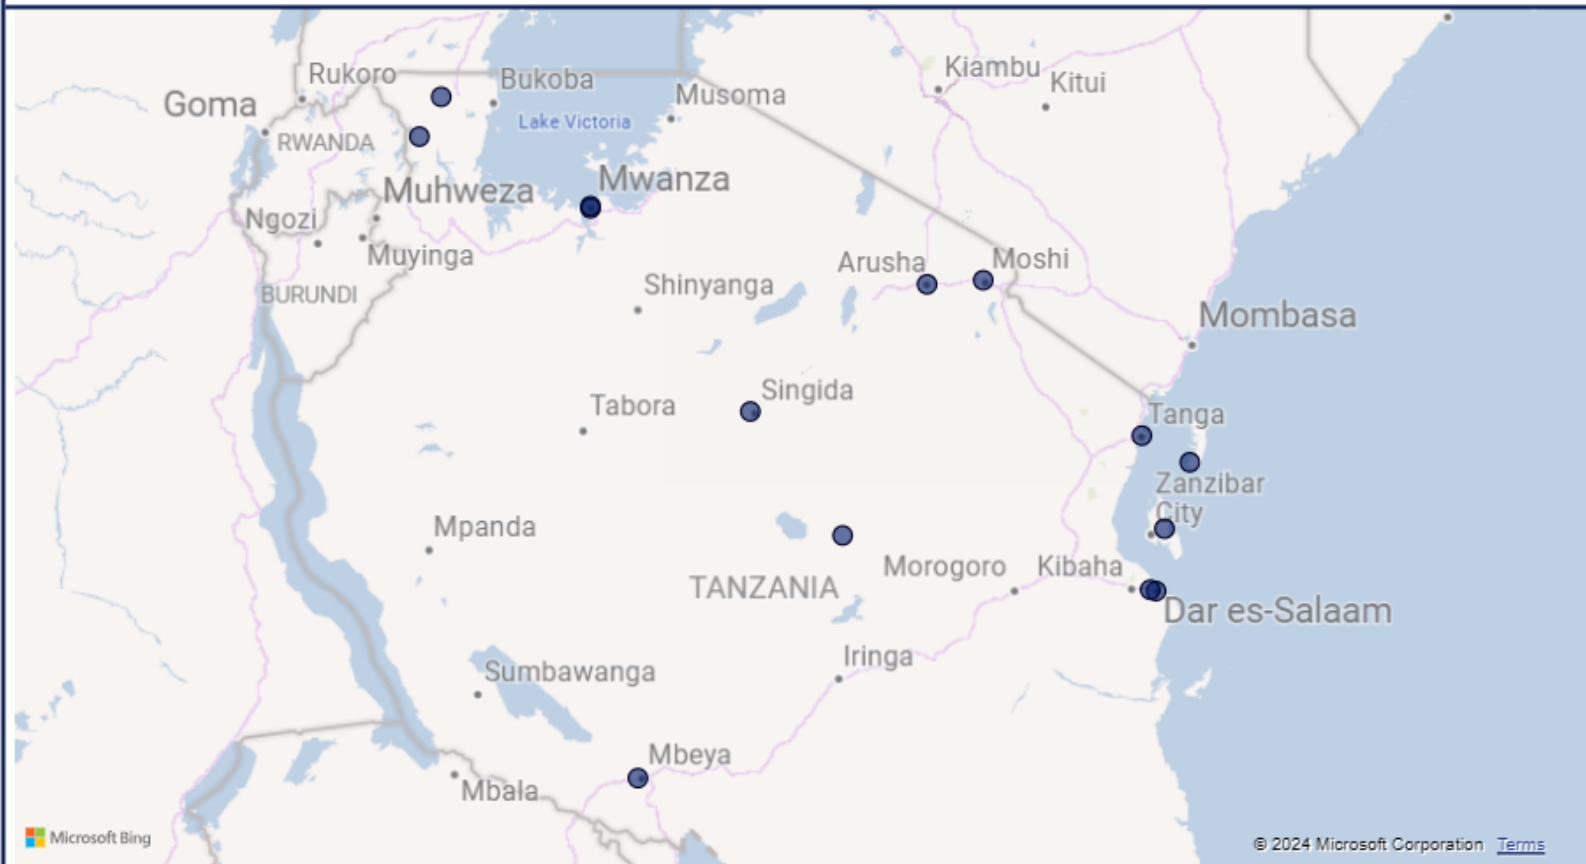 Kiambu
Rukoro
Bukoba
Kitui
Goma
Musoma
Lake Victoria
RWANDA
Mwanza
Muhweza
Ngozi
Muyinga
Arusha
Moshi
Shinyanga
BURUNDI
Mombasa
Singida
Tabora
Tanga
Zanzibar
City
Mpanda
Morogoro
Kibaha
TANZANIA
Dar es-Salaam
Iringa
Sumbawanga
Mbeya
Mbala
Microsoft Bing
© 2024 Microsoft Corporation Terms